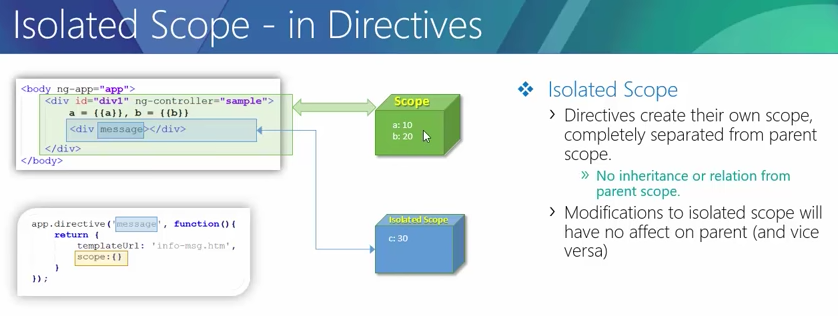 Isolated Scope - in Directives
<body ng-app="app">
<div id="div1" ng-controller="sample">
a = {{a}}, b = {{b}}
<div message></div>
</div>
</body>
Scope
a: 10
b: 20
app.directive('message', function(){
return {
templateUrl: 'info-msg.htm',
scope:{}
}
});
Isolated Scope
c: 30
Isolated Scope
Directives create their own scope,
completely separated from parent
scope.
No inheritance or relation from
parent scope.
Modifications to isolated scope will
have no affect on parent (and vice
versa)